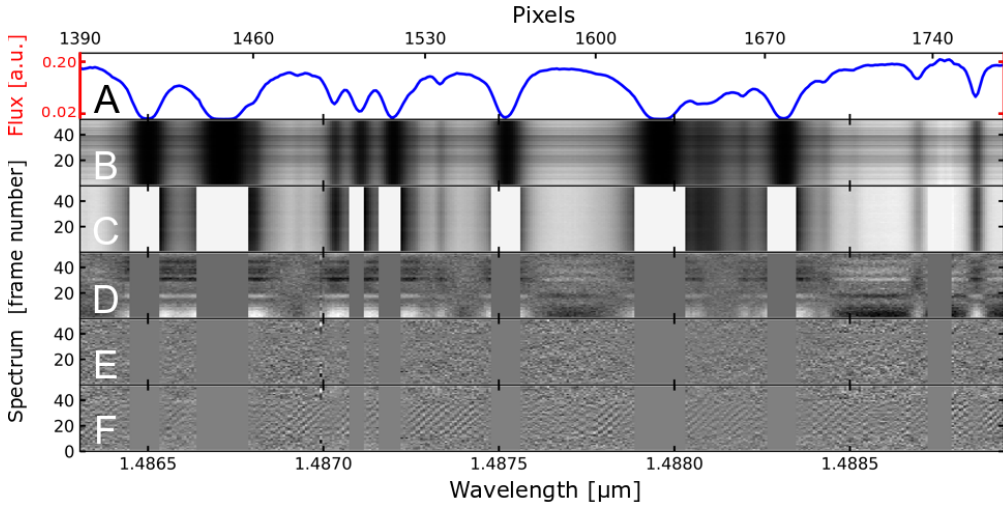 Pixels
1390 1460 1530 1600 1670 1740
Flux [a.u.]
0.20
0.02
A
Spectrum [frame number]
40
20
B
40
20
C
40
20
D
40
20
E
40
20
0
F
1.4865 1.4870 1.4875 1.4880 1.4885
Wavelength [μm]